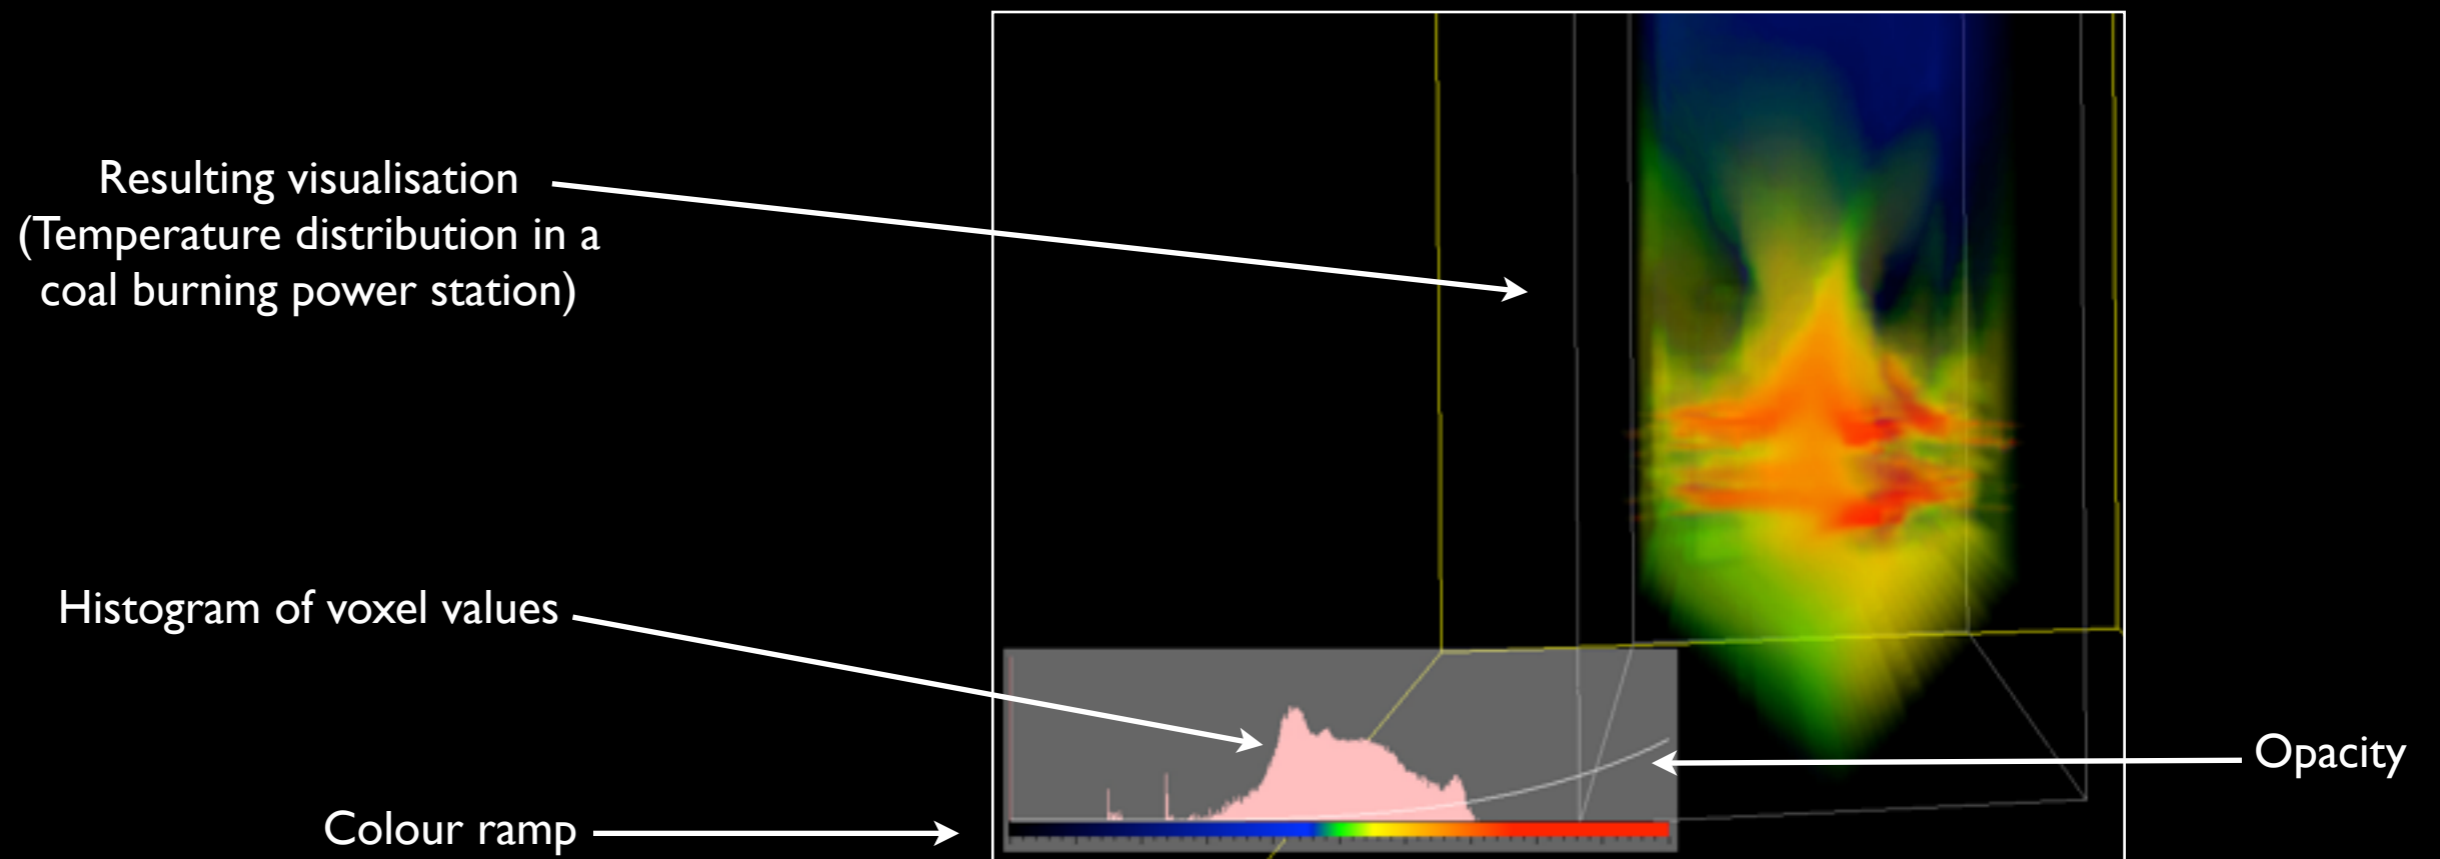 Resulting visualisation
(Temperature distribution in a
coal burning power station)
Histogram of voxel values
Opacity
Colour ramp